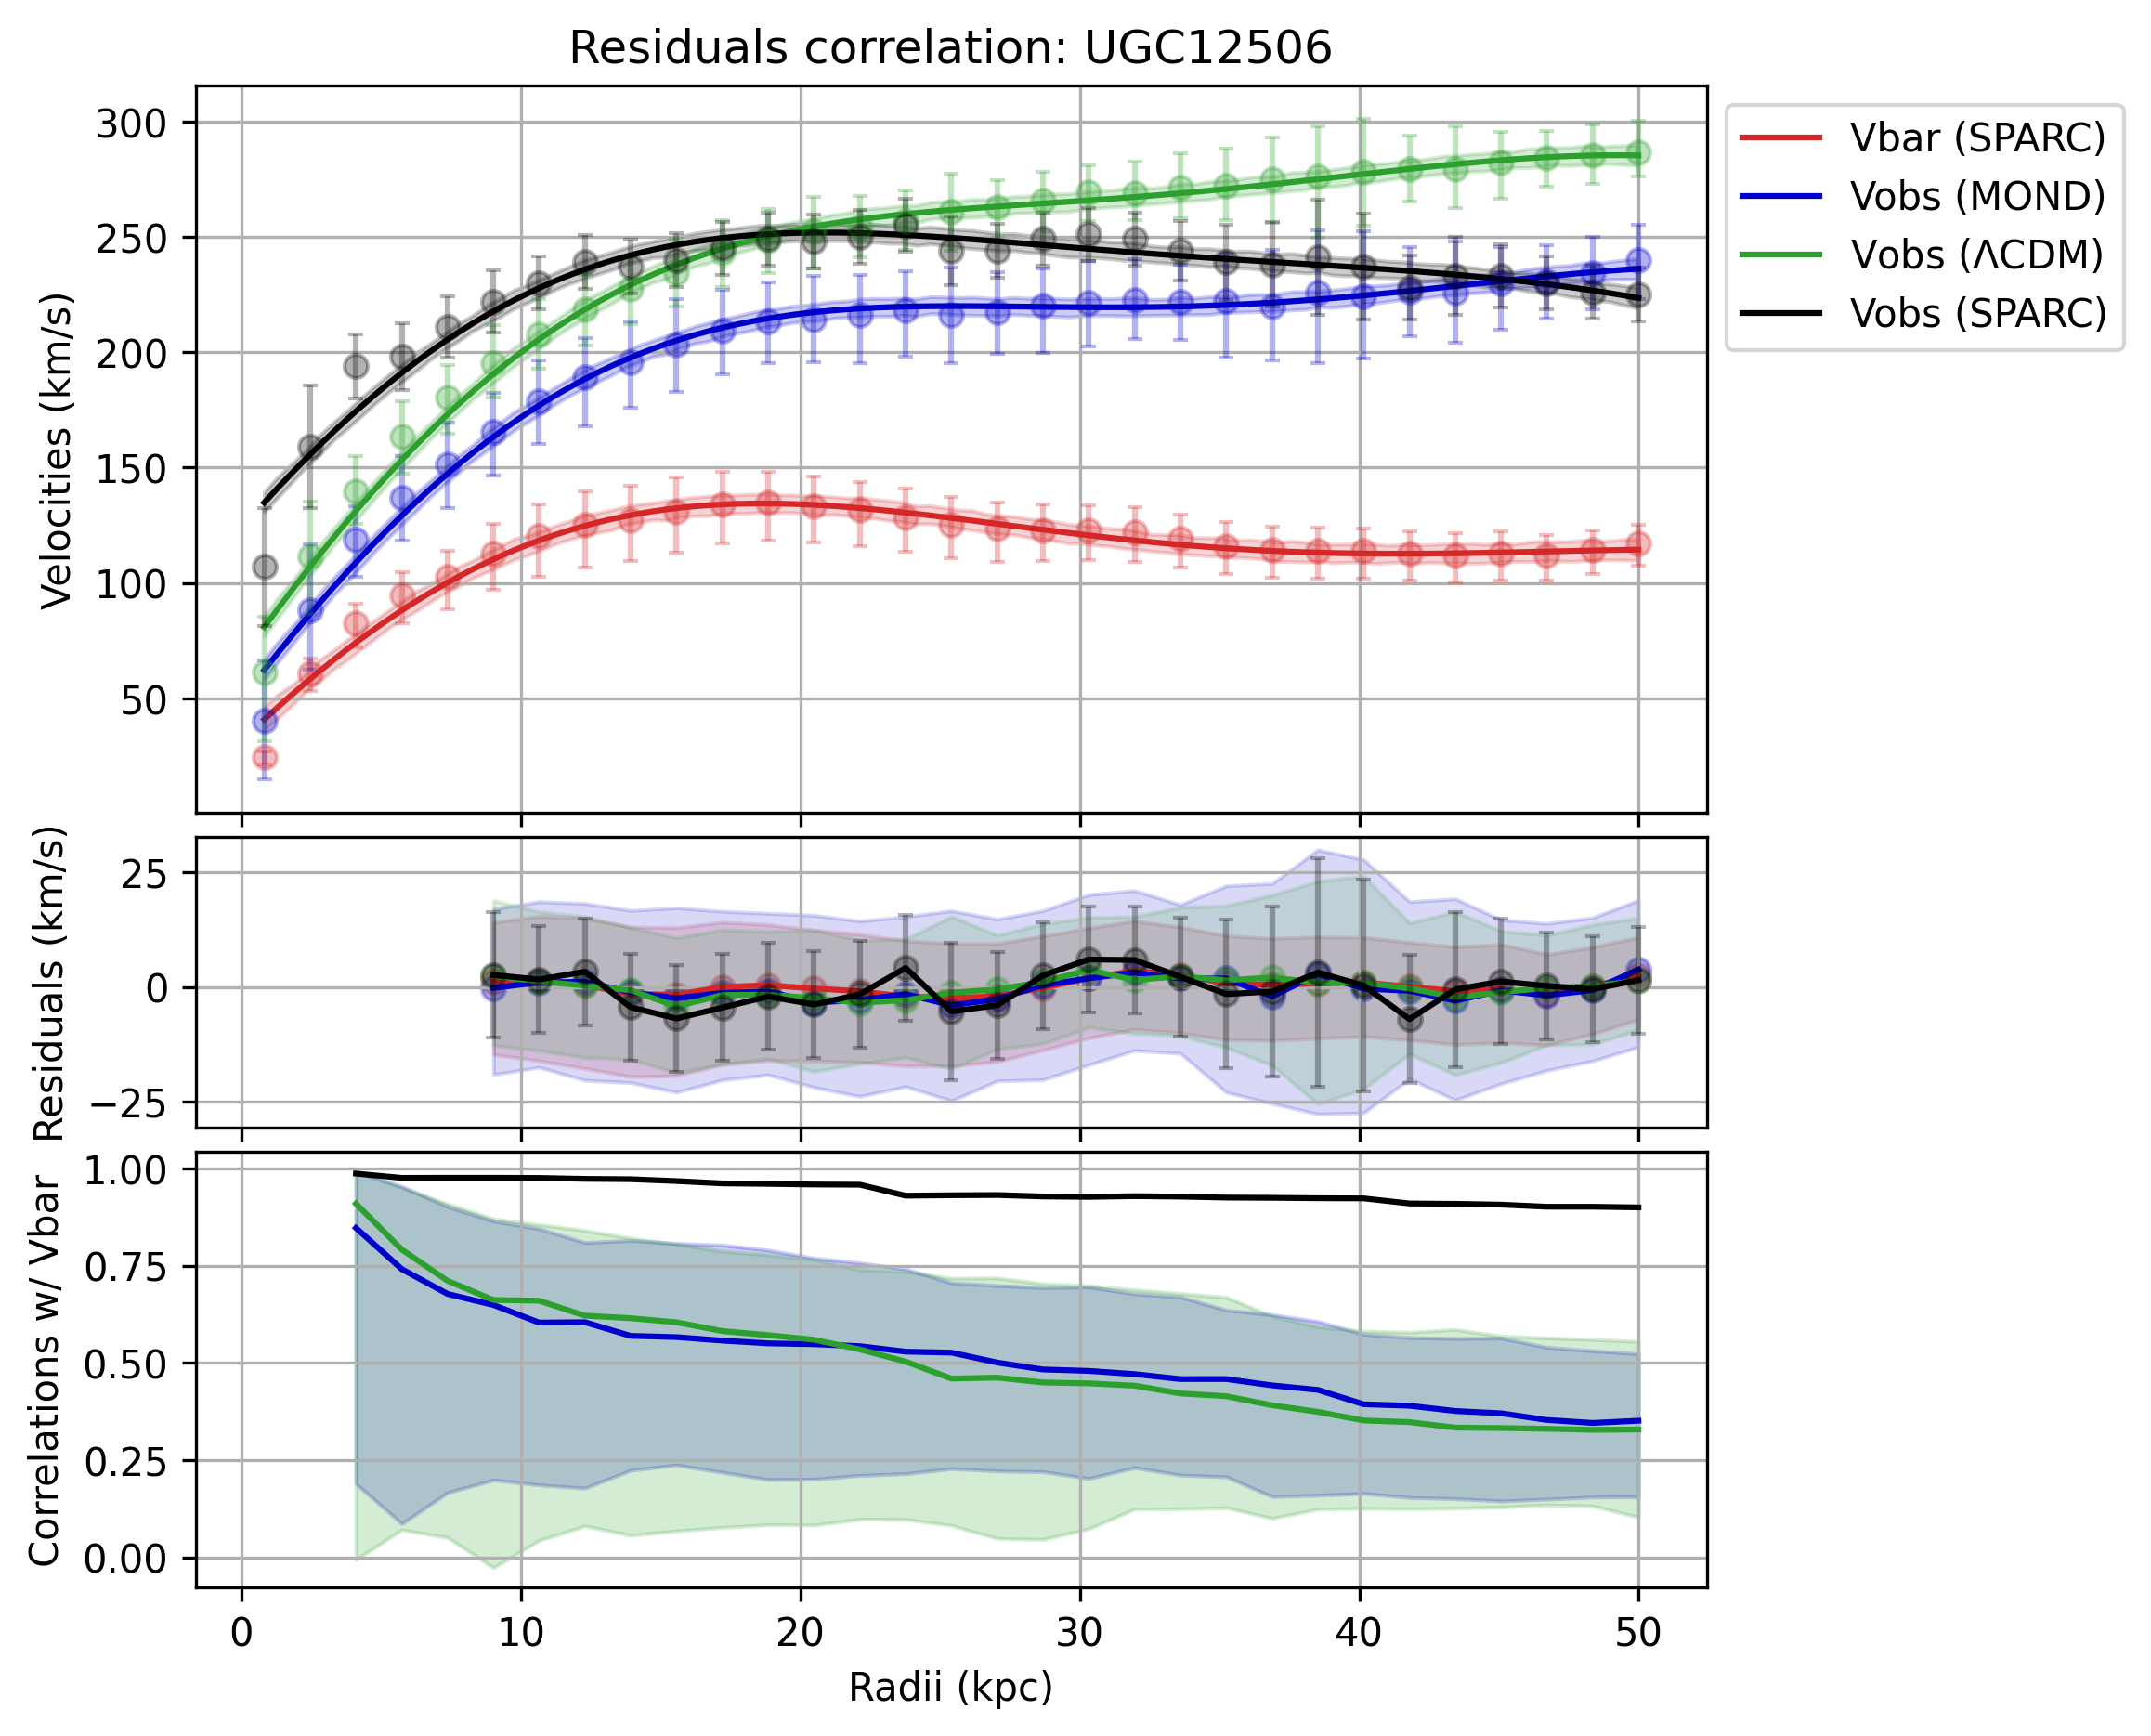 Residuals correlation: UGC12506
Velocities (km/s)
300
250
200
150
100
50
Vbar (SPARC)
Vobs (MOND)
Vobs (ΛCDM)
Vobs (SPARC)
Residuals (km/s)
25
0
−25
Correlations w/ Vbar
1.00
0.75
0.50
0.25
0.00
0 10 20 30 40 50
Radii (kpc)